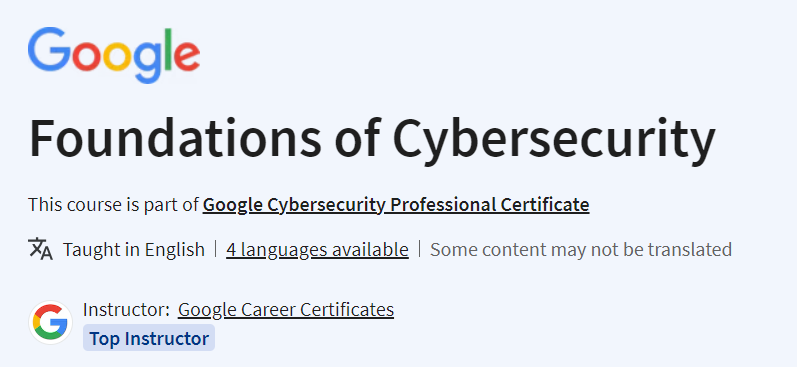 Google
Foundations of Cybersecurity
This course is part of Google Cybersecurity Professional Certificate
Taught in English | 4 languages available | Some content may not be translated
Instructor: Google Career Certificates
Top Instructor